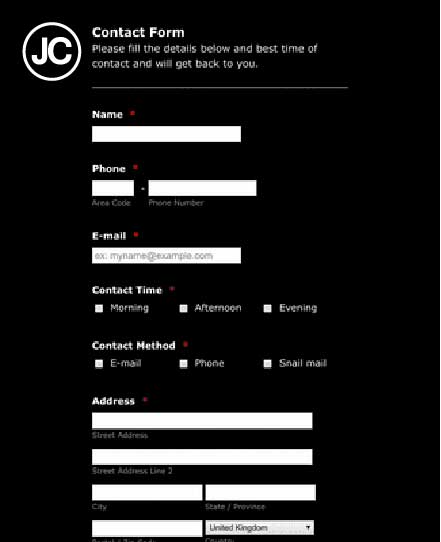 JC
Contact Form
Please fill the details below and best time of
contact and will get back to you.
Name *
Phone *
-
Area Code Phone Number
E-mail *
ex: myname@example.com
Contact Time *
Morning Afternoon Evening
Contact Method *
E-mail Phone Snail mail
Address *
Street Address
Street Address Line 2
City State / Province
United Kingdom